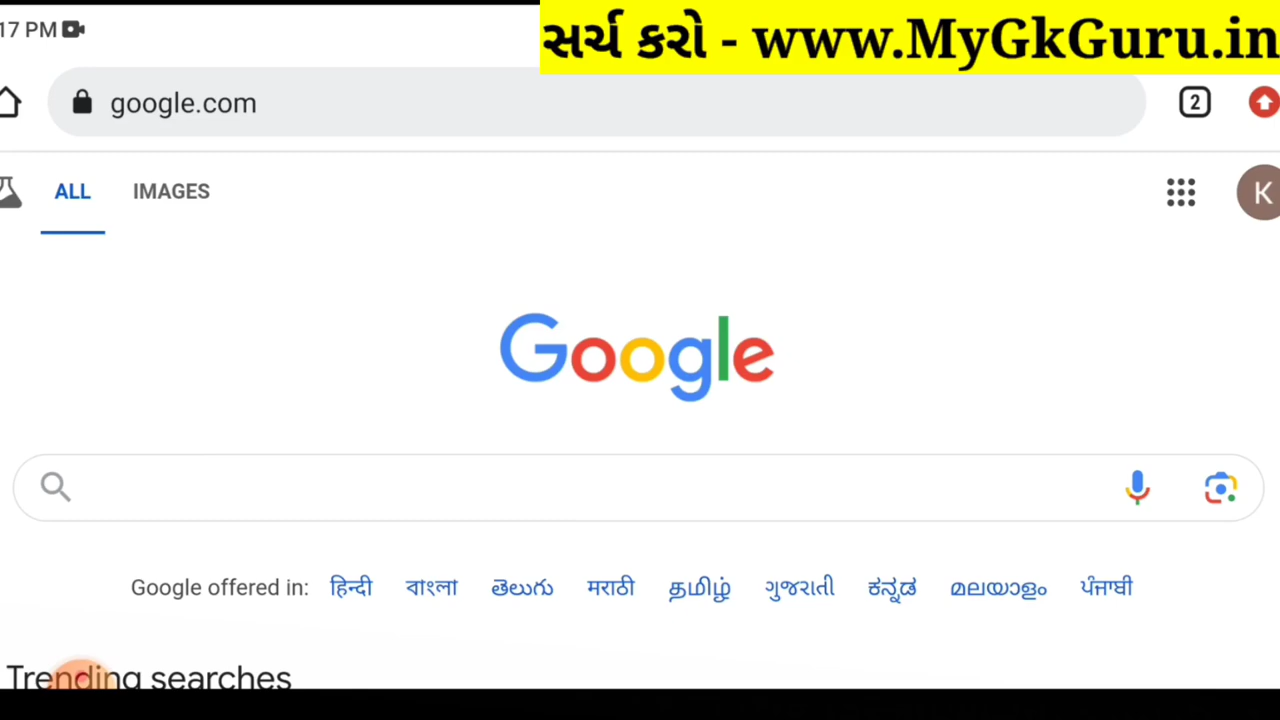 17 PM
સર્ચ કરો - www.MyGkGuru.in
google.com
2
ALL IMAGES
K
Google
Google offered in: हिन्दी বাংলা తెలుగు मराठी தமிழ் ગુજરાતી ಕನ್ನಡ മലയാളം ਪੰਜਾਬੀ
Trending searches